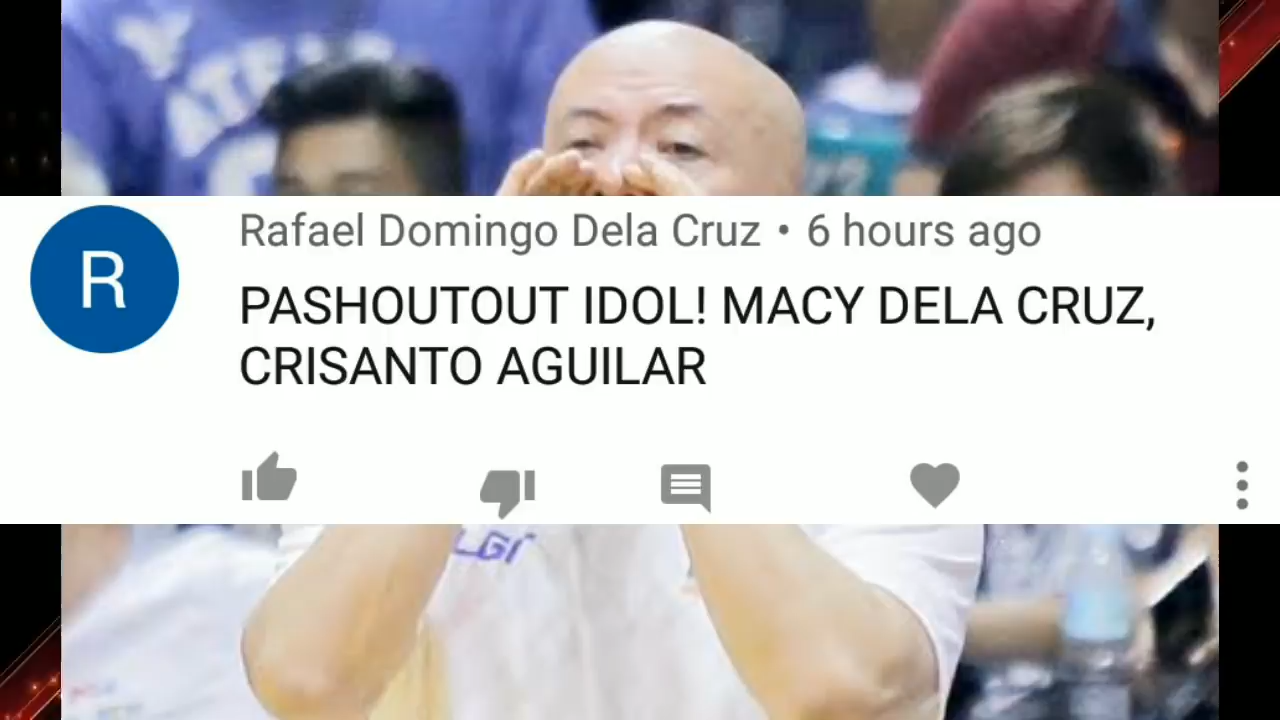 Rafael Domingo Dela Cruz • 6 hours ago
R
PASHOUTOUT IDOL! MACY DELA CRUZ,
CRISANTO AGUILAR